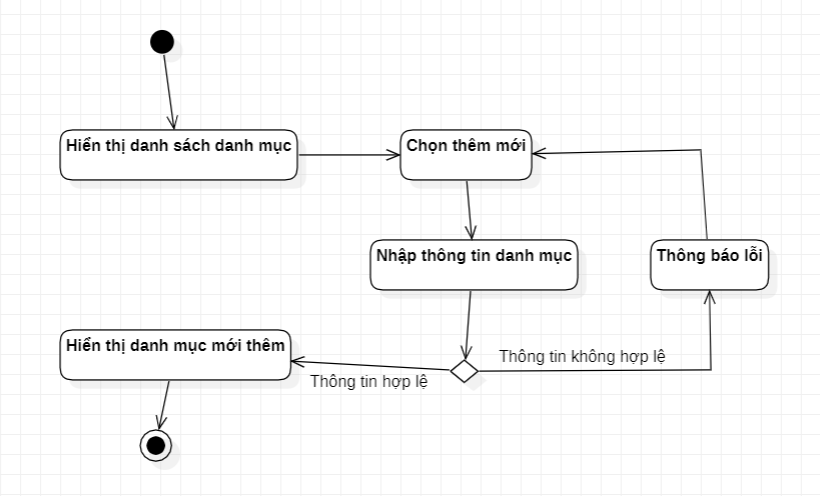 Hiển thị danh sách danh mục
Chọn thêm mới
Nhập thông tin danh mục
Thông báo lỗi
Hiển thị danh mục mới thêm
Thông tin không hợp lệ
Thông tin hợp lệ